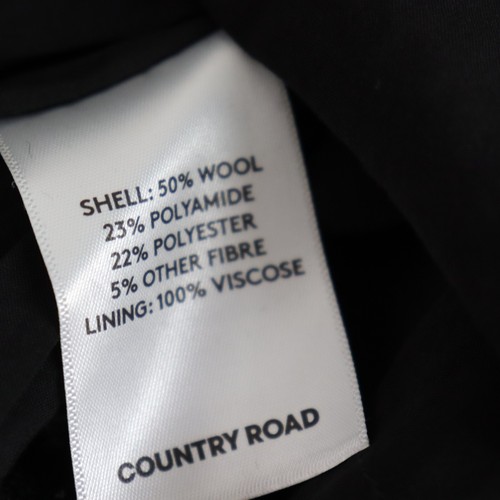 SHELL: 50% WOOL
23% POLYAMIDE
22% POLYESTER
5% OTHER FIBRE
LINING: 100% VISCOSE
COUNTRY ROAD